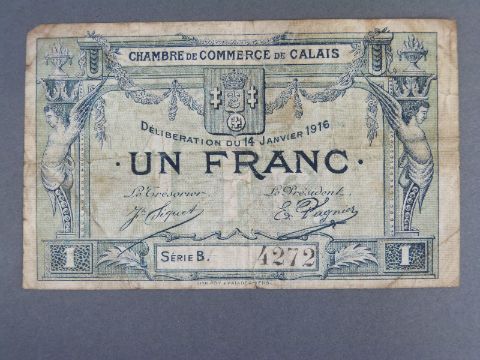 CHAMBRE DE COMMERCE DE CALAIS
DÉLIBÉRATION DU 14 JANVIER 1916
· UN FRANC ·
Le Trésorier Le Président
1 SÉRIE B. 4272 1